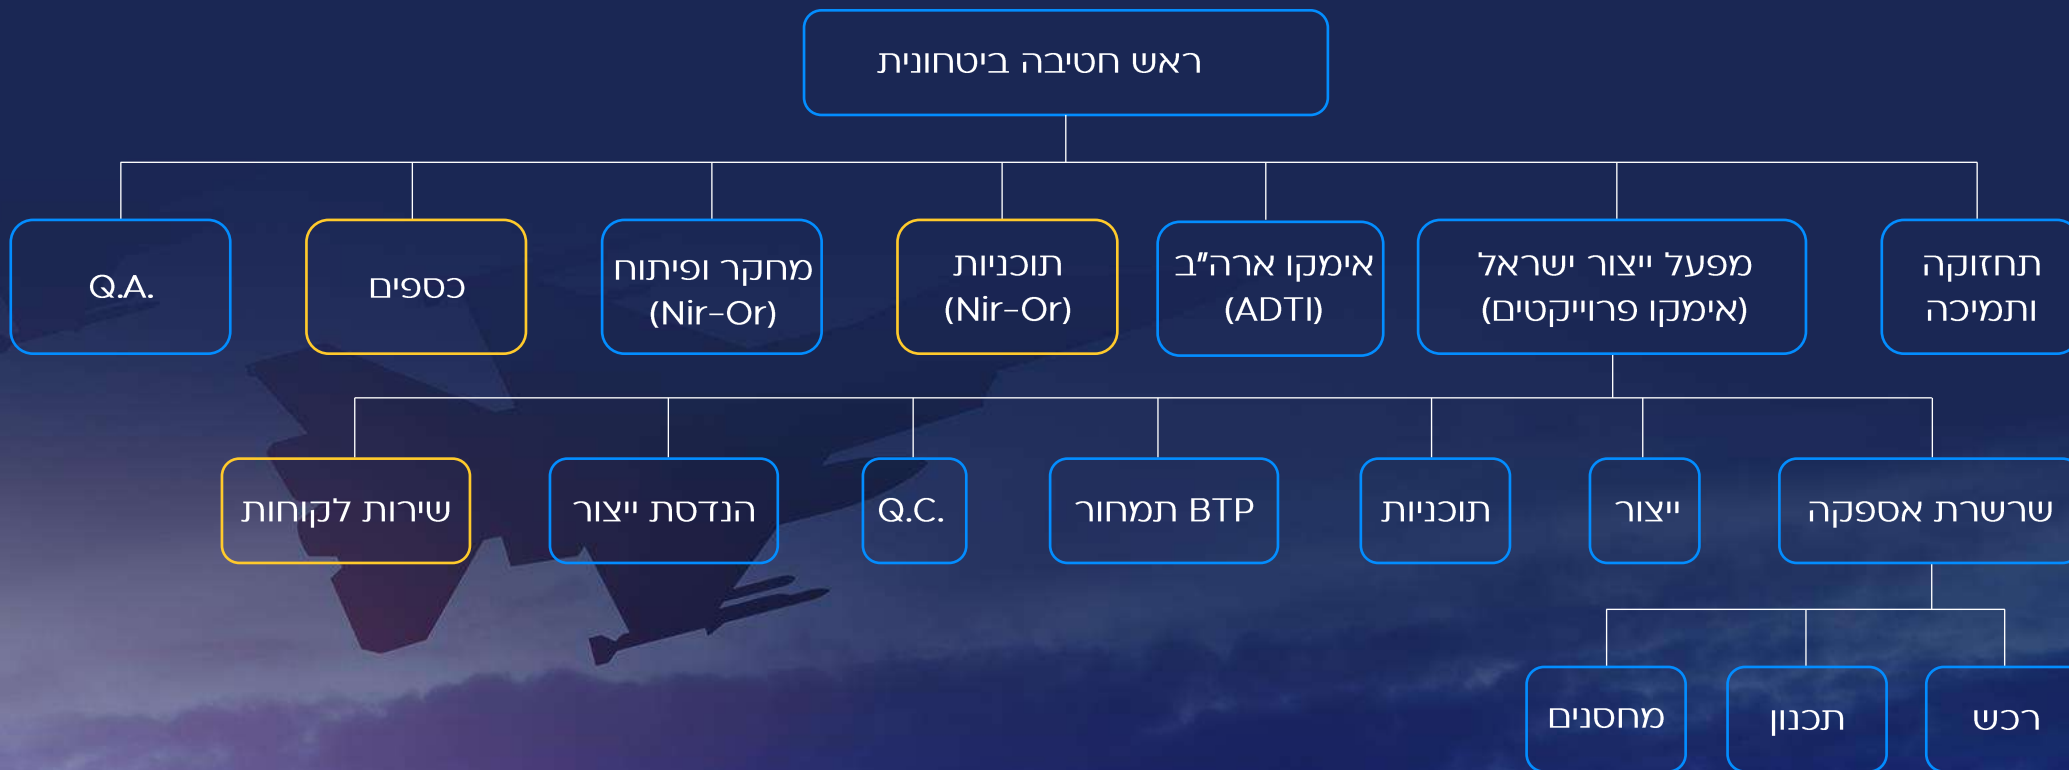 ראש חטיבה ביטחונית
תחזוקה
ותמיכה
מפעל ייצור ישראל
(אימקו פרוייקטים)
אימקו ארה"ב
(ADTI)
תוכניות
(Nir-Or)
מחקר ופיתוח
(Nir-Or)
כספים
Q.A.
שרשרת אספקה
ייצור
תוכניות
BTP תמחור
Q.C.
הנדסת ייצור
שירות לקוחות
רכש
תכנון
מחסנים